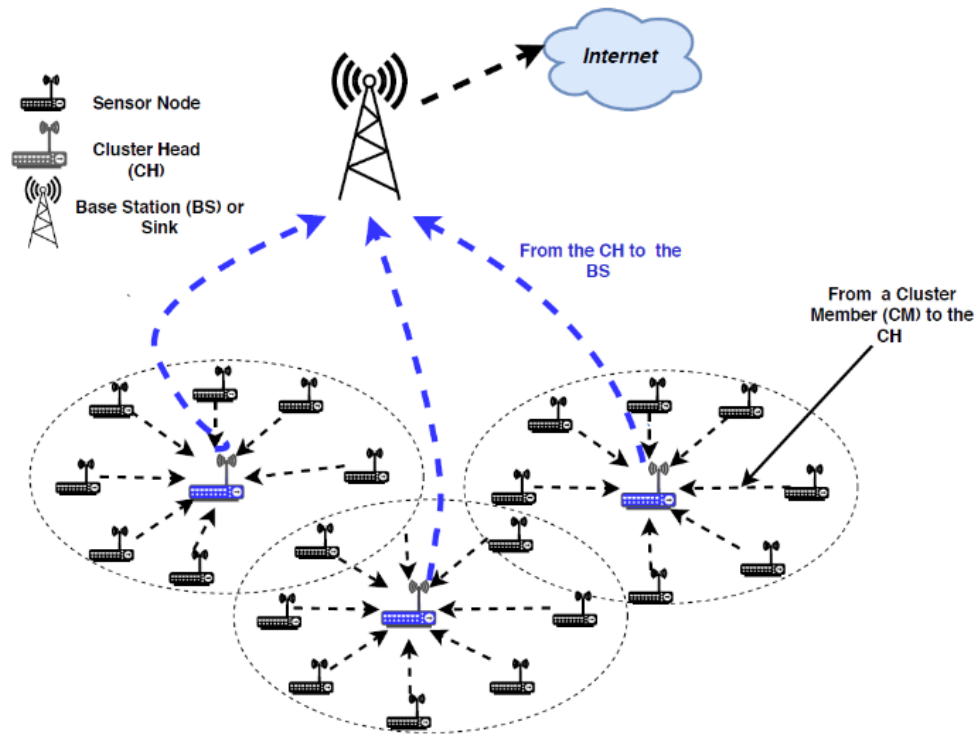 Internet
Sensor Node
Cluster Head
(CH)
Base Station (BS) or
Sink
From the CH to the
BS
From a Cluster
Member (CM) to the
CH